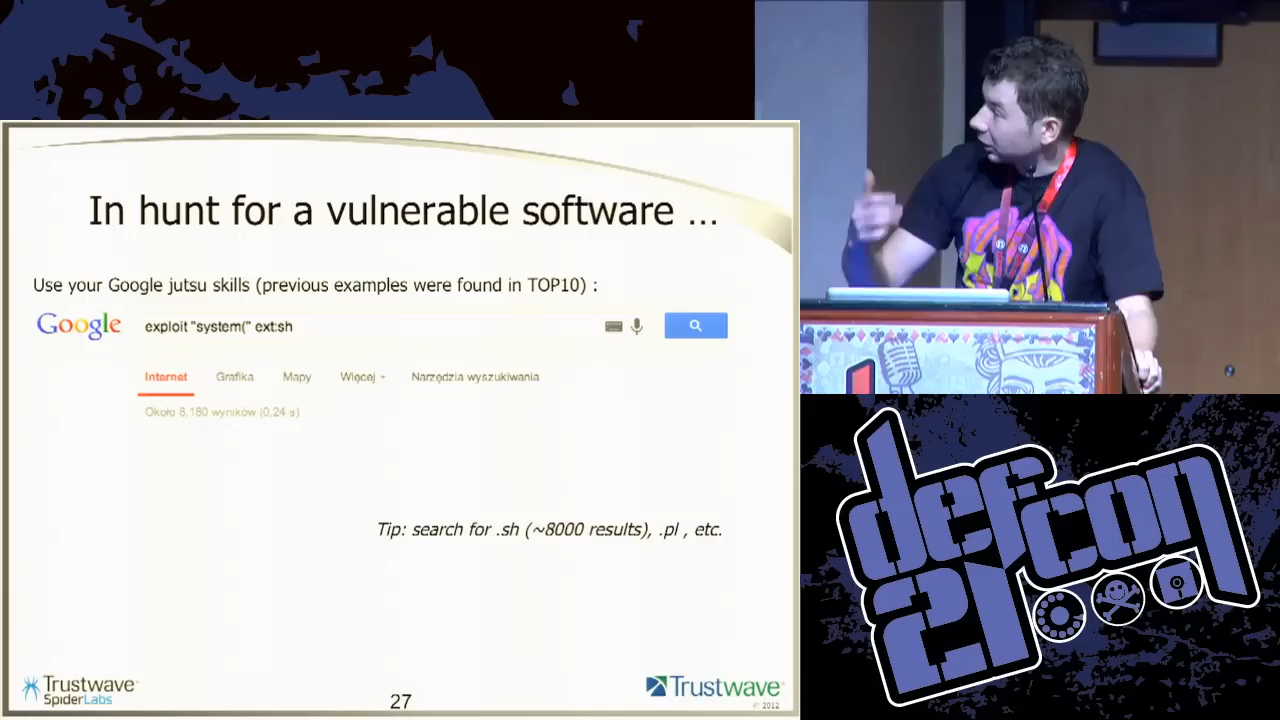 In hunt for a vulnerable software ...
Use your Google jutsu skills (previous examples were found in TOP10) :
Google
exploit "system(" ext:sh
Internet Grafika Mapy Więcej Narzędzia wyszukiwania
Około 8,180 wyników (0,24 s)
Tip: search for .sh (~8000 results), .pl , etc.
Trustwave
SpiderLabs
27
Trustwave
© 2012
defcon
21